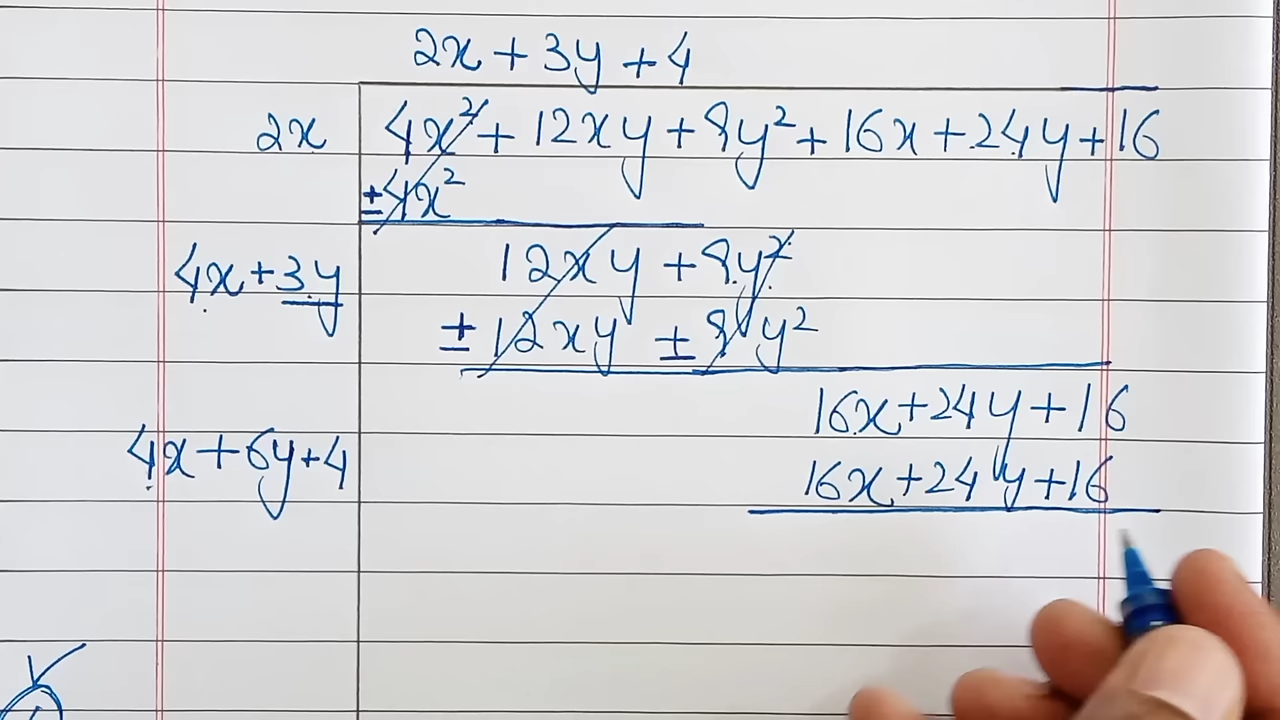 2x + 3y + 4
2x 4x² + 12xy + 9y² + 16x + 24y + 16
± 4x²
4x + 3y 12xy + 9y²
± 12xy ± 9y²
16x + 24y + 16
4x + 6y + 4 16x + 24y + 16